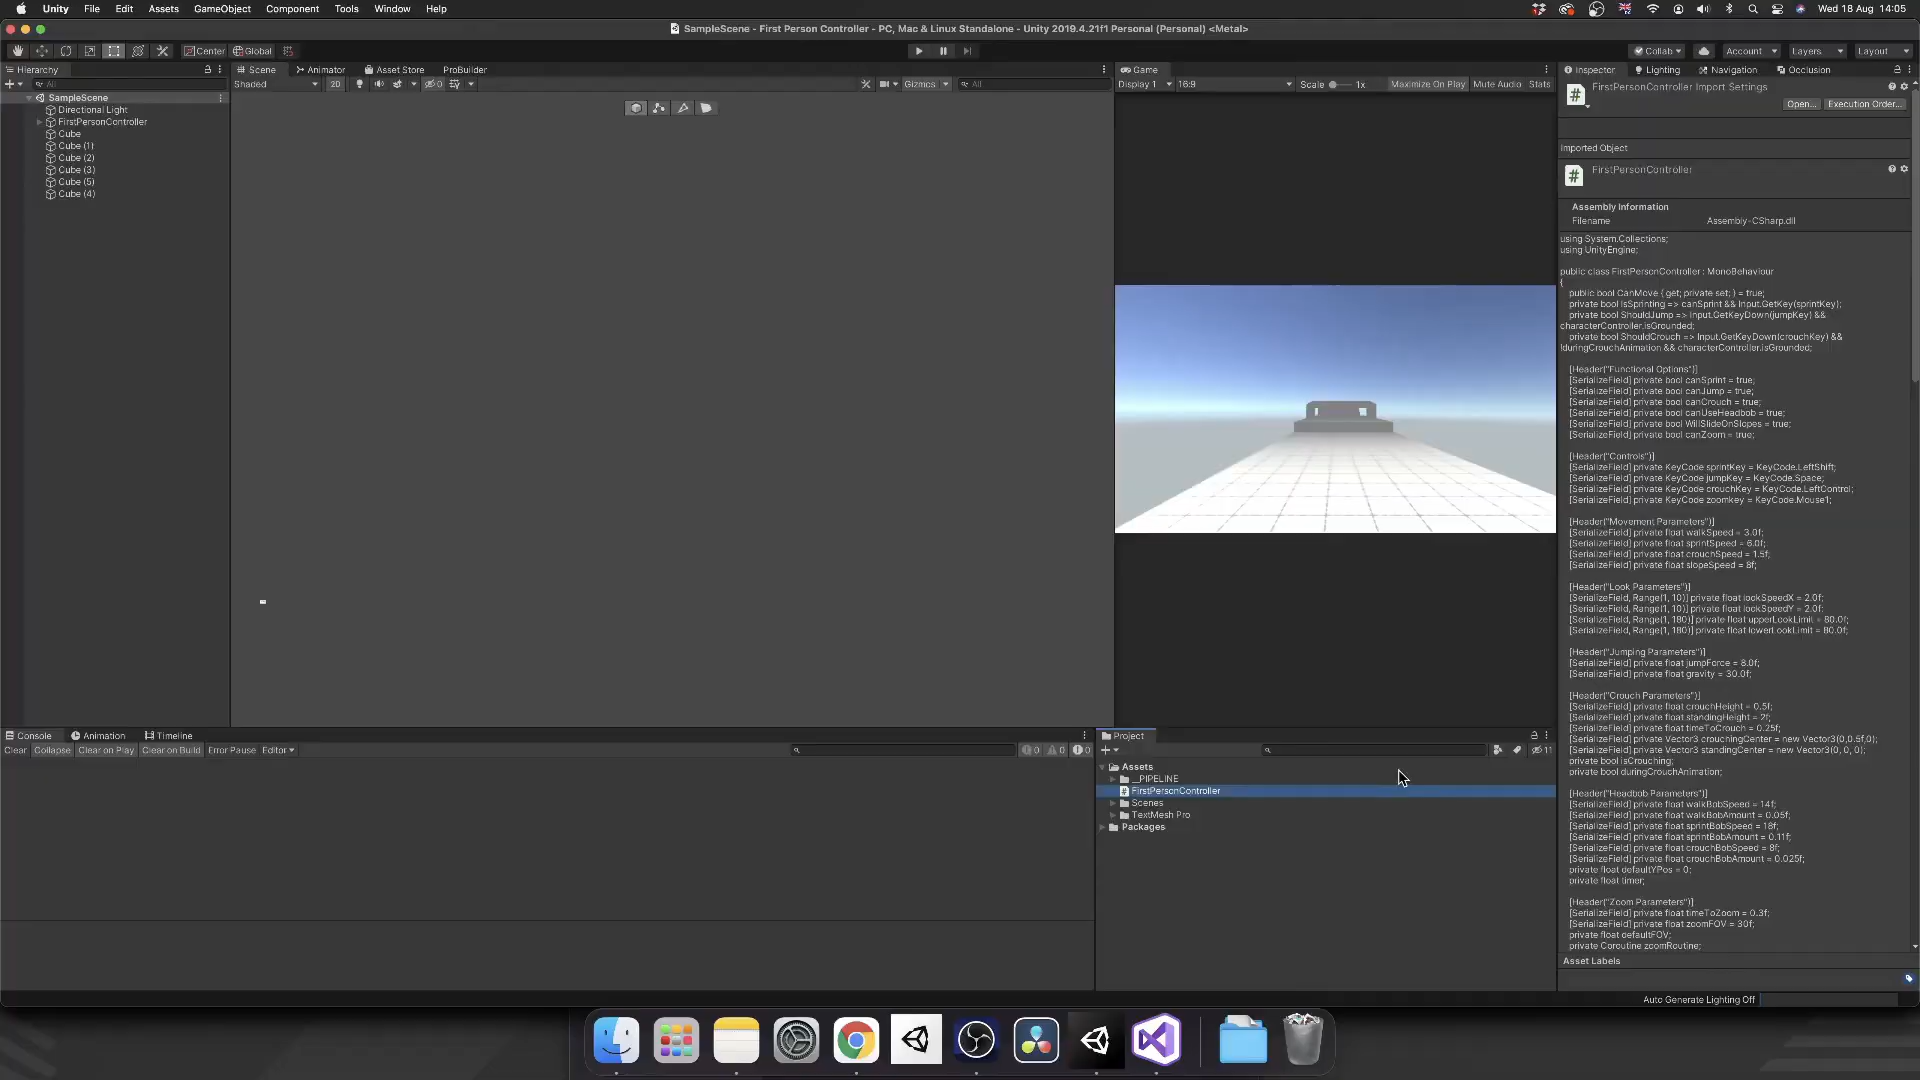 Unity File Edit Assets GameObject Component Tools Window Help Wed 18 Aug 14:05
SampleScene - First Person Controller - PC, Mac & Linux Standalone - Unity 2019.4.21f1 Personal (Personal) <Metal>
Center Global Collab Account Layers Layout
Hierarchy
All
SampleScene
Directional Light
FirstPersonController
Cube
Cube (1)
Cube (2)
Cube (3)
Cube (5)
Cube (4)
Scene Animator Asset Store ProBuilder
Shaded 2D 0 Gizmos All
Game
Display 1 16:9 Scale 1x Maximize On Play Mute Audio Stats
Console Animation Timeline
Clear Collapse Clear on Play Clear on Build Error Pause Editor 0 0 0
Project
11
Assets
__PIPELINE
FirstPersonController
Scenes
TextMesh Pro
Packages
Inspector Lighting Navigation Occlusion
FirstPersonController Import Settings
Open... Execution Order...
Imported Object
FirstPersonController
Assembly Information
Filename Assembly-CSharp.dll
using System.Collections;
using UnityEngine;
public class FirstPersonController : MonoBehaviour
{
public bool CanMove { get; private set; } = true;
private bool IsSprinting => canSprint && Input.GetKey(sprintKey);
private bool ShouldJump => Input.GetKeyDown(jumpKey) &&
characterController.isGrounded;
private bool ShouldCrouch => Input.GetKeyDown(crouchKey) &&
!duringCrouchAnimation && characterController.isGrounded;
[Header("Functional Options")]
[SerializeField] private bool canSprint = true;
[SerializeField] private bool canJump = true;
[SerializeField] private bool canCrouch = true;
[SerializeField] private bool canUseHeadbob = true;
[SerializeField] private bool WillSlideOnSlopes = true;
[SerializeField] private bool canZoom = true;
[Header("Controls")]
[SerializeField] private KeyCode sprintKey = KeyCode.LeftShift;
[SerializeField] private KeyCode jumpKey = KeyCode.Space;
[SerializeField] private KeyCode crouchKey = KeyCode.LeftControl;
[SerializeField] private KeyCode zoomkey = KeyCode.Mouse1;
[Header("Movement Parameters")]
[SerializeField] private float walkSpeed = 3.0f;
[SerializeField] private float sprintSpeed = 6.0f;
[SerializeField] private float crouchSpeed = 1.5f;
[SerializeField] private float slopeSpeed = 8f;
[Header("Look Parameters")]
[SerializeField, Range(1, 10)] private float lookSpeedX = 2.0f;
[SerializeField, Range(1, 10)] private float lookSpeedY = 2.0f;
[SerializeField, Range(1, 180)] private float upperLookLimit = 80.0f;
[SerializeField, Range(1, 180)] private float lowerLookLimit = 80.0f;
[Header("Jumping Parameters")]
[SerializeField] private float jumpForce = 8.0f;
[SerializeField] private float gravity = 30.0f;
[Header("Crouch Parameters")]
[SerializeField] private float crouchHeight = 0.5f;
[SerializeField] private float standingHeight = 2f;
[SerializeField] private float timeToCrouch = 0.25f;
[SerializeField] private Vector3 crouchingCenter = new Vector3(0,0.5f,0);
[SerializeField] private Vector3 standingCenter = new Vector3(0, 0, 0);
private bool isCrouching;
private bool duringCrouchAnimation;
[Header("Headbob Parameters")]
[SerializeField] private float walkBobSpeed = 14f;
[SerializeField] private float walkBobAmount = 0.05f;
[SerializeField] private float sprintBobSpeed = 18f;
[SerializeField] private float sprintBobAmount = 0.11f;
[SerializeField] private float crouchBobSpeed = 8f;
[SerializeField] private float crouchBobAmount = 0.025f;
private float defaultYPos = 0;
private float timer;
[Header("Zoom Parameters")]
[SerializeField] private float timeToZoom = 0.3f;
[SerializeField] private float zoomFOV = 30f;
private float defaultFOV;
private Coroutine zoomRoutine;
Asset Labels
Auto Generate Lighting Off